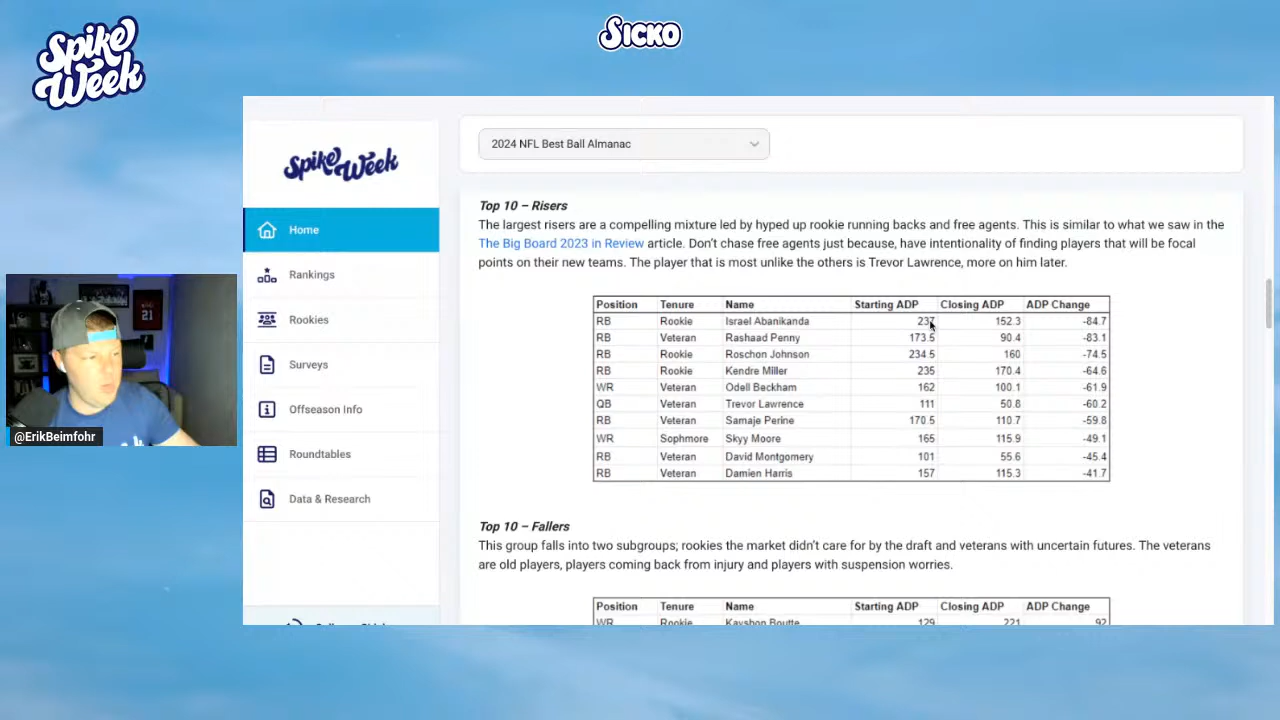 Spike Week
SICKO
2024 NFL Best Ball Almanac
Spike Week
Home
Rankings
Rookies
Surveys
Offseason Info
Roundtables
Data & Research
Top 10 – Risers
The largest risers are a compelling mixture led by hyped up rookie running backs and free agents. This is similar to what we saw in the
The Big Board 2023 in Review article. Don't chase free agents just because, have intentionality of finding players that will be focal
points on their new teams. The player that is most unlike the others is Trevor Lawrence, more on him later.
Position Tenure Name Starting ADP Closing ADP ADP Change
RB Rookie Israel Abanikanda 237 152.3 -84.7
RB Veteran Rashaad Penny 173.5 90.4 -83.1
RB Rookie Roschon Johnson 234.5 160 -74.5
RB Rookie Kendre Miller 235 170.4 -64.6
WR Veteran Odell Beckham 162 100.1 -61.9
QB Veteran Trevor Lawrence 111 50.8 -60.2
RB Veteran Samaje Perine 170.5 110.7 -59.8
WR Sophmore Skyy Moore 165 115.9 -49.1
RB Veteran David Montgomery 101 55.6 -45.4
RB Veteran Damien Harris 157 115.3 -41.7
Top 10 – Fallers
This group falls into two subgroups; rookies the market didn't care for by the draft and veterans with uncertain futures. The veterans
are old players, players coming back from injury and players with suspension worries.
Position Tenure Name Starting ADP Closing ADP ADP Change
WR Rookie Kayshon Boutte 129 221 92
21
@ErikBeimfohr